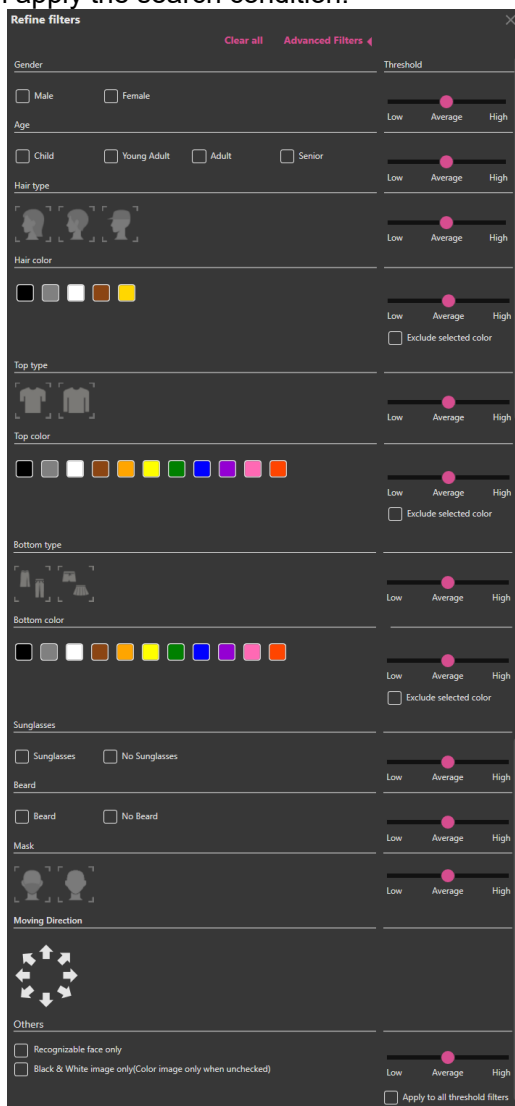 apply the search condition.
Refine filters
Clear all Advanced Filters
Gender Threshold
Male Female
Low Average High
Age
Child Young Adult Adult Senior
Low Average High
Hair type
Low Average High
Hair color
Low Average High
Exclude selected color
Top type
Low Average High
Top color
Low Average High
Exclude selected color
Bottom type
Low Average High
Bottom color
Low Average High
Exclude selected color
Sunglasses
Sunglasses No Sunglasses
Low Average High
Beard
Beard No Beard
Low Average High
Mask
Low Average High
Moving Direction
Others
Recognizable face only
Black & White image only(Color image only when unchecked)
Low Average High
Apply to all threshold filters